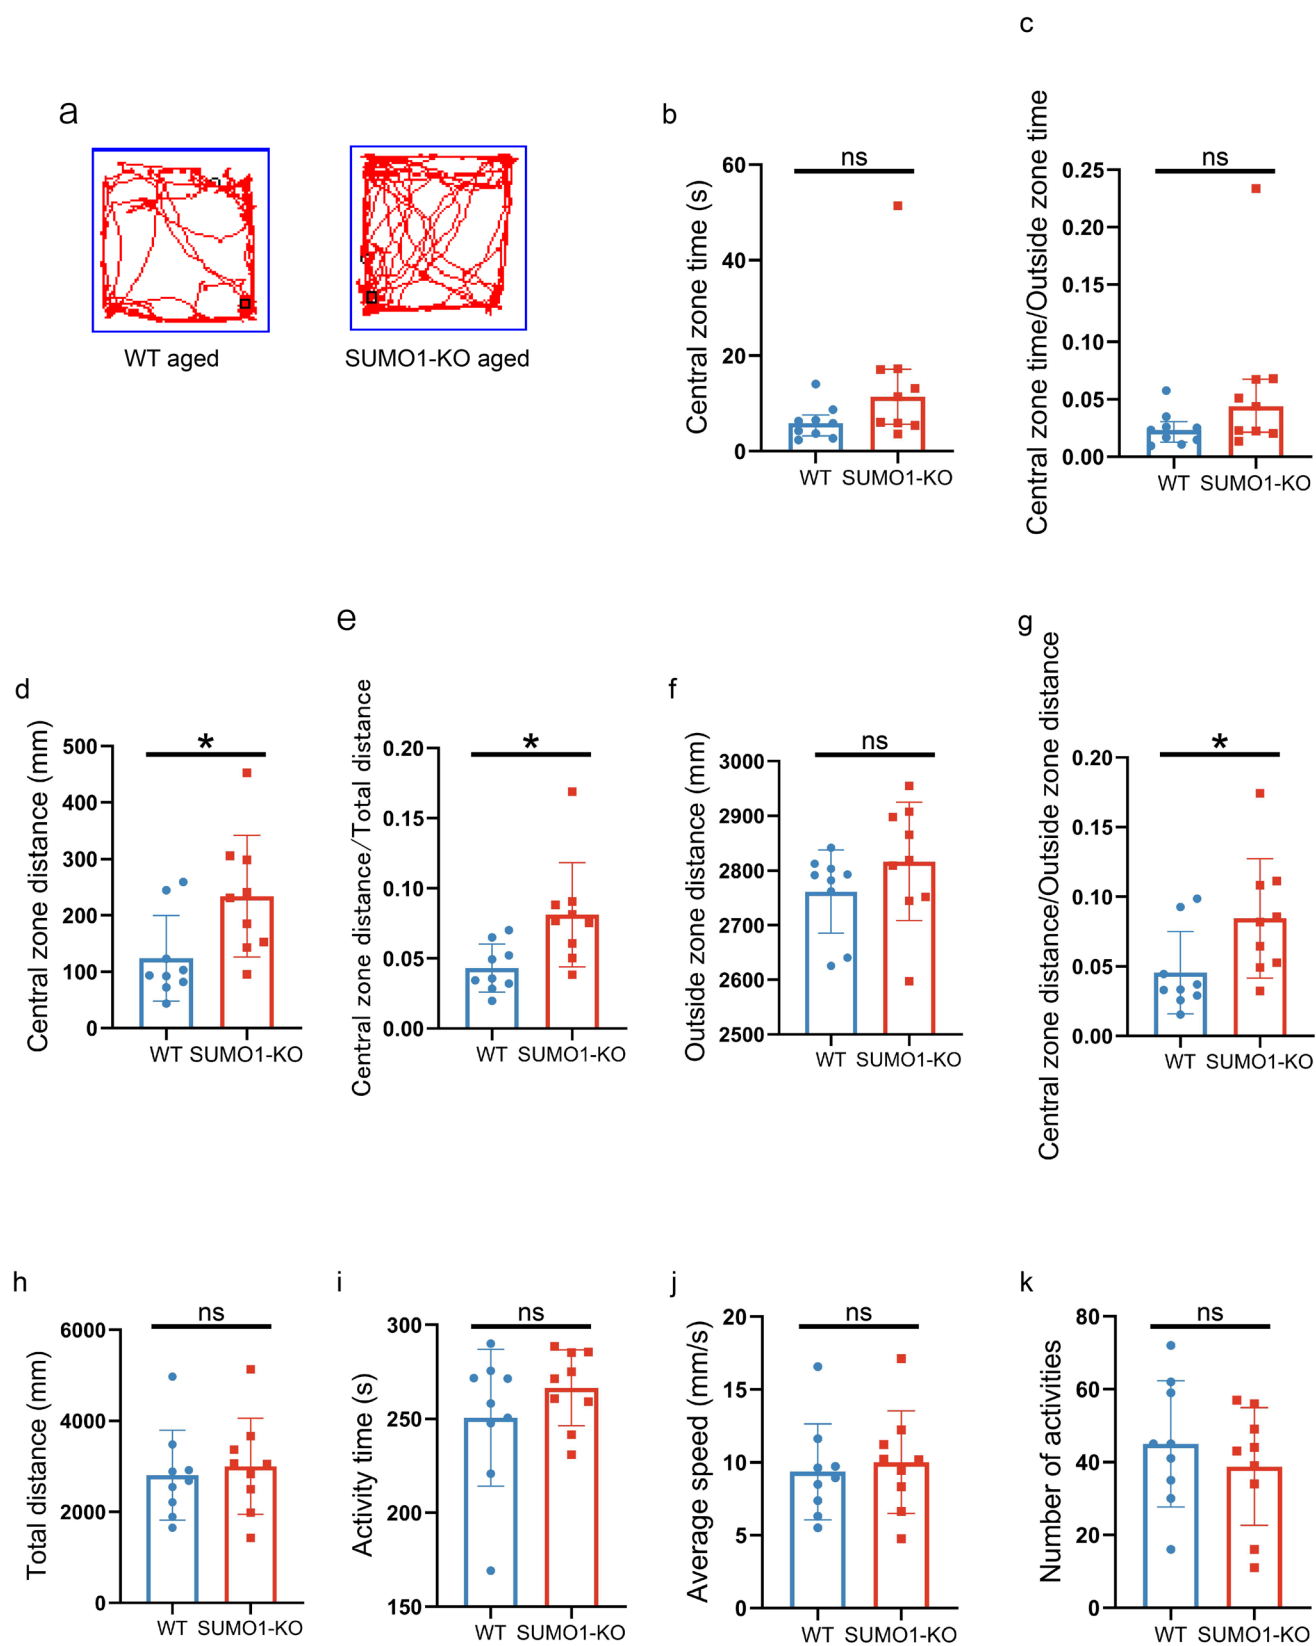 c
a
b
WT aged
SUMO1-KO aged
Central zone time (s)
60
40
20
0
ns
WT SUMO1-KO
Central zone time/Outside zone time
0.25
0.20
0.15
0.10
0.05
0.00
ns
WT SUMO1-KO
d
Central zone distance (mm)
500
400
300
200
100
0
*
WT SUMO1-KO
e
Central zone distance/Total distance
0.20
0.15
0.10
0.05
0.00
*
WT SUMO1-KO
f
Outside zone distance (mm)
3000
2900
2800
2700
2600
2500
ns
WT SUMO1-KO
g
Central zone distance/Outside zone distance
0.20
0.15
0.10
0.05
0.00
*
WT SUMO1-KO
h
Total distance (mm)
6000
4000
2000
0
ns
WT SUMO1-KO
i
Activity time (s)
300
250
200
150
ns
WT SUMO1-KO
j
Average speed (mm/s)
20
15
10
5
0
ns
WT SUMO1-KO
k
Number of activities
80
60
40
20
0
ns
WT SUMO1-KO